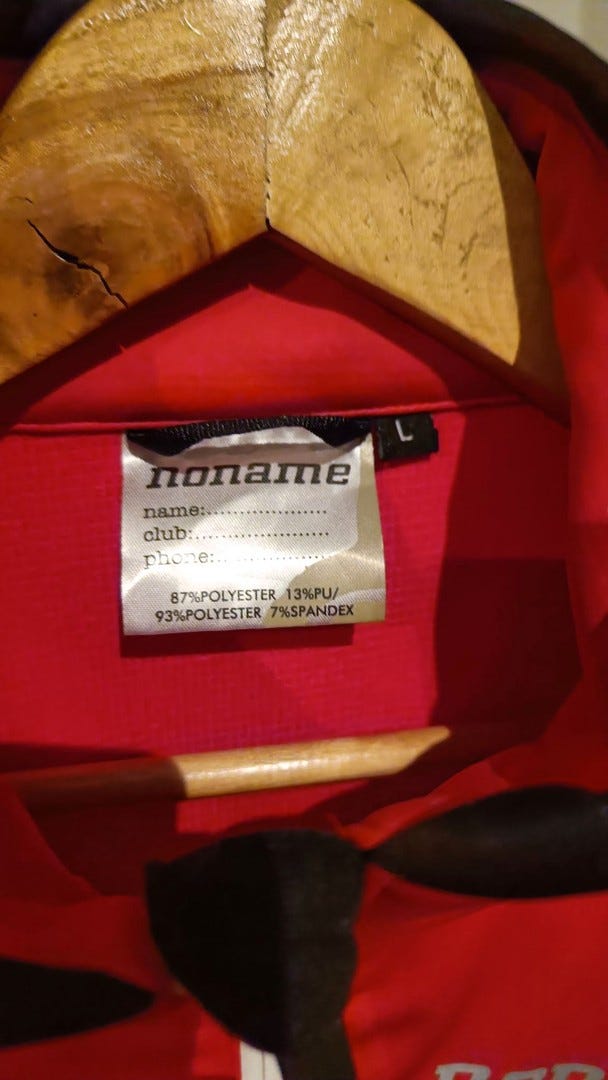 L
noname
name:...................
club:.....................
phone:.................
87%POLYESTER 13%PU/
93%POLYESTER 7%SPANDEX